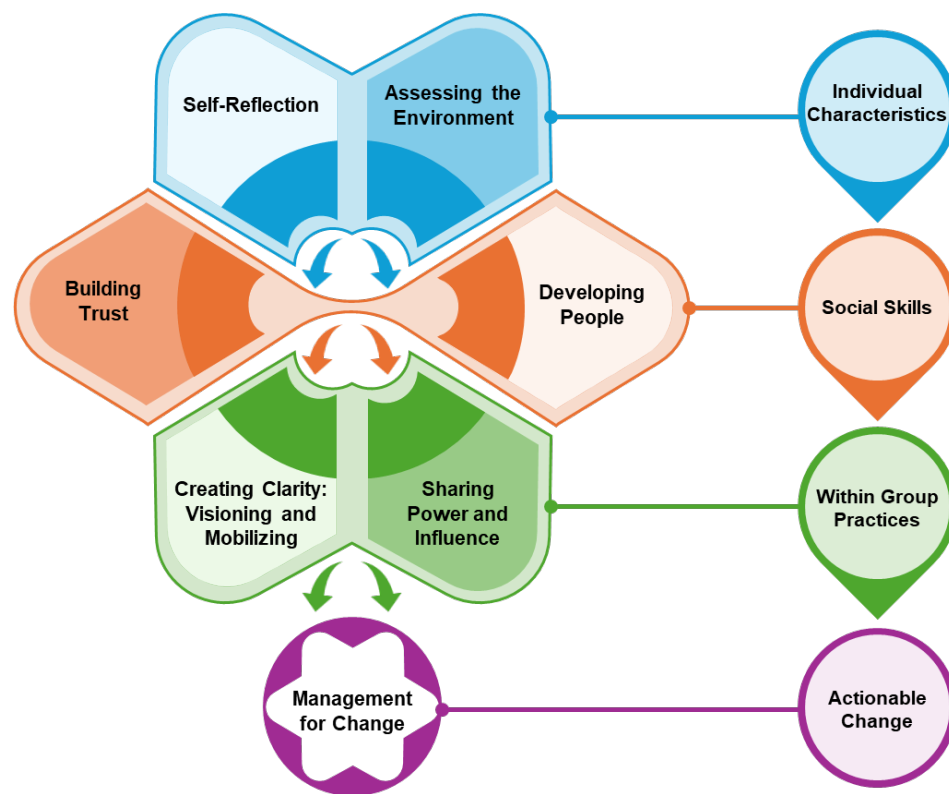 Self-Reflection
Assessing the
Environment
Individual
Characteristics
Building
Trust
Developing
People
Social Skills
Creating Clarity:
Visioning and
Mobilizing
Sharing
Power and
Influence
Within Group
Practices
Management
for Change
Actionable
Change